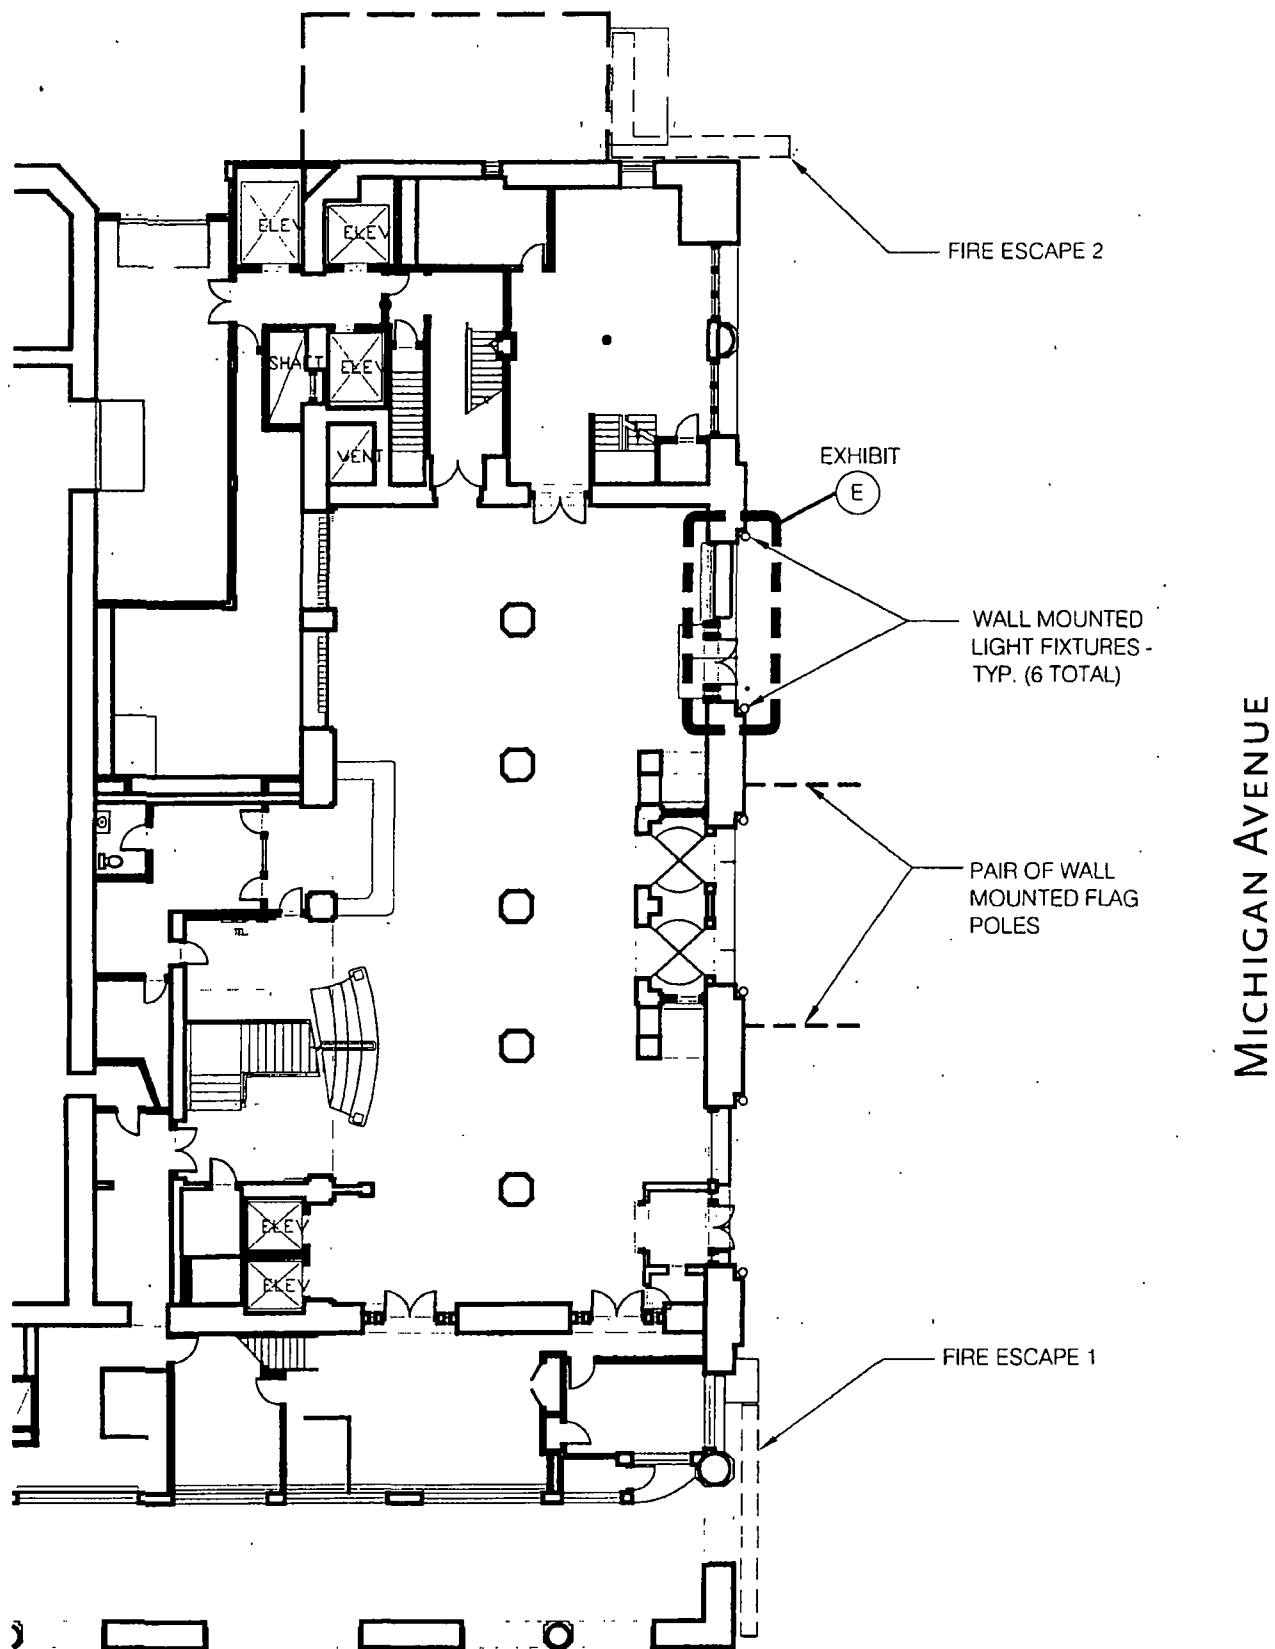 ELEV
ELEV
FIRE ESCAPE 2
SHAFT
ELEV
VENT
EXHIBIT
E
WALL MOUNTED
LIGHT FIXTURES -
TYP. (6 TOTAL)
PAIR OF WALL
MOUNTED FLAG
POLES
MICHIGAN AVENUE
TEL
ELEV
ELEV
FIRE ESCAPE 1